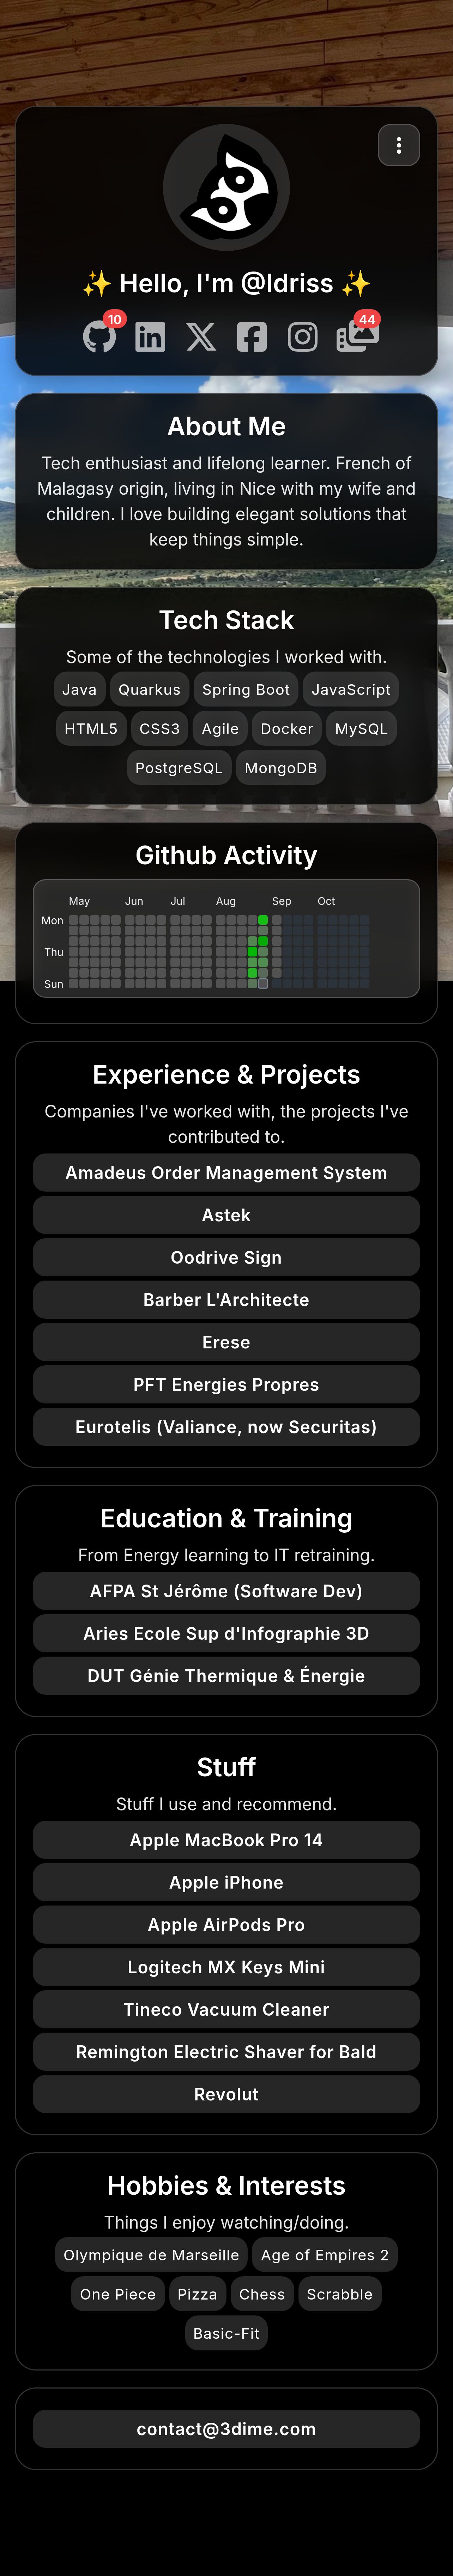 ✨ Hello, I'm @Idriss ✨
10
44
About Me
Tech enthusiast and lifelong learner. French of
Malagasy origin, living in Nice with my wife and
children. I love building elegant solutions that
keep things simple.
Tech Stack
Some of the technologies I worked with.
Java Quarkus Spring Boot JavaScript
HTML5 CSS3 Agile Docker MySQL
PostgreSQL MongoDB
Github Activity
May Jun Jul Aug Sep Oct
Mon
Thu
Sun
Experience & Projects
Companies I've worked with, the projects I've
contributed to.
Amadeus Order Management System
Astek
Oodrive Sign
Barber L'Architecte
Erese
PFT Energies Propres
Eurotelis (Valiance, now Securitas)
Education & Training
From Energy learning to IT retraining.
AFPA St Jérôme (Software Dev)
Aries Ecole Sup d'Infographie 3D
DUT Génie Thermique & Énergie
Stuff
Stuff I use and recommend.
Apple MacBook Pro 14
Apple iPhone
Apple AirPods Pro
Logitech MX Keys Mini
Tineco Vacuum Cleaner
Remington Electric Shaver for Bald
Revolut
Hobbies & Interests
Things I enjoy watching/doing.
Olympique de Marseille Age of Empires 2
One Piece Pizza Chess Scrabble
Basic-Fit
contact@3dime.com